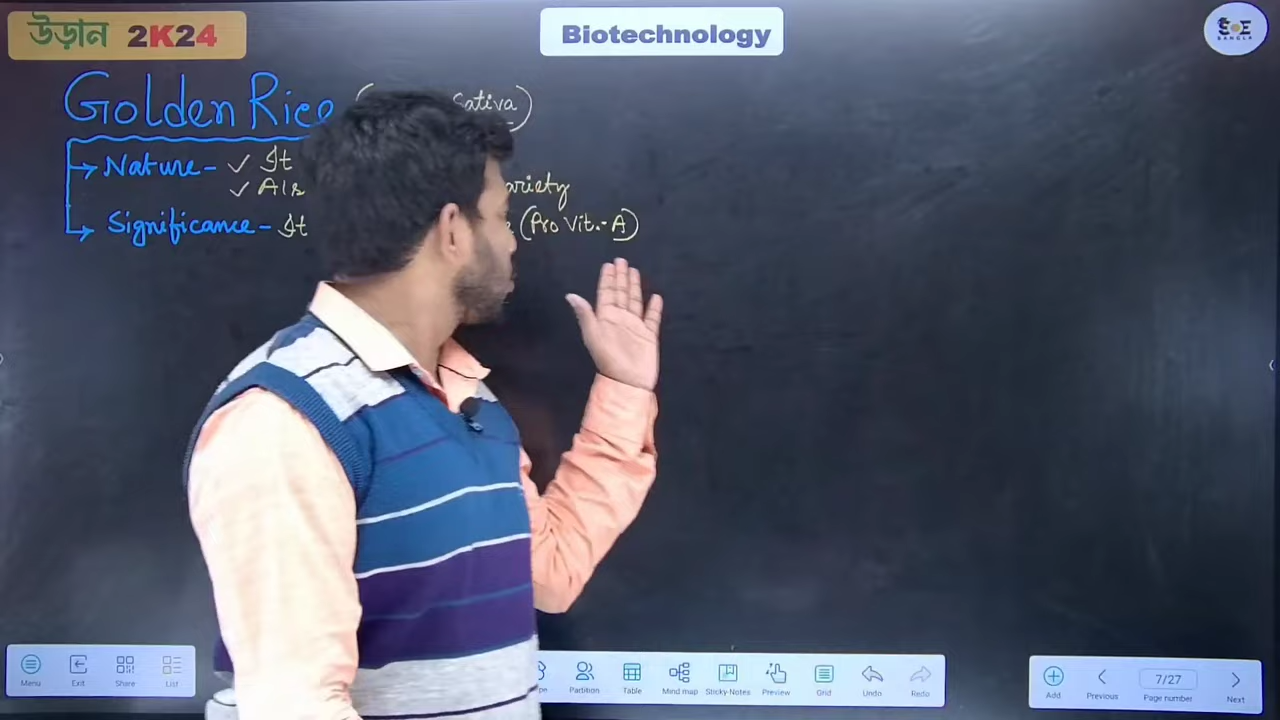 উড়ান 2K24
Biotechnology
BANGLA
Golden Rice ( Sativa)
Nature - ✓ It
✓ Als ariety
Significance - It (Pro Vit.- A)
Menu
Exit
Share
List
Partition
Table
Mind map
Sticky-Notes
Preview
Grid
Undo
Redo
Add
Previous
7/27
Page number
Next